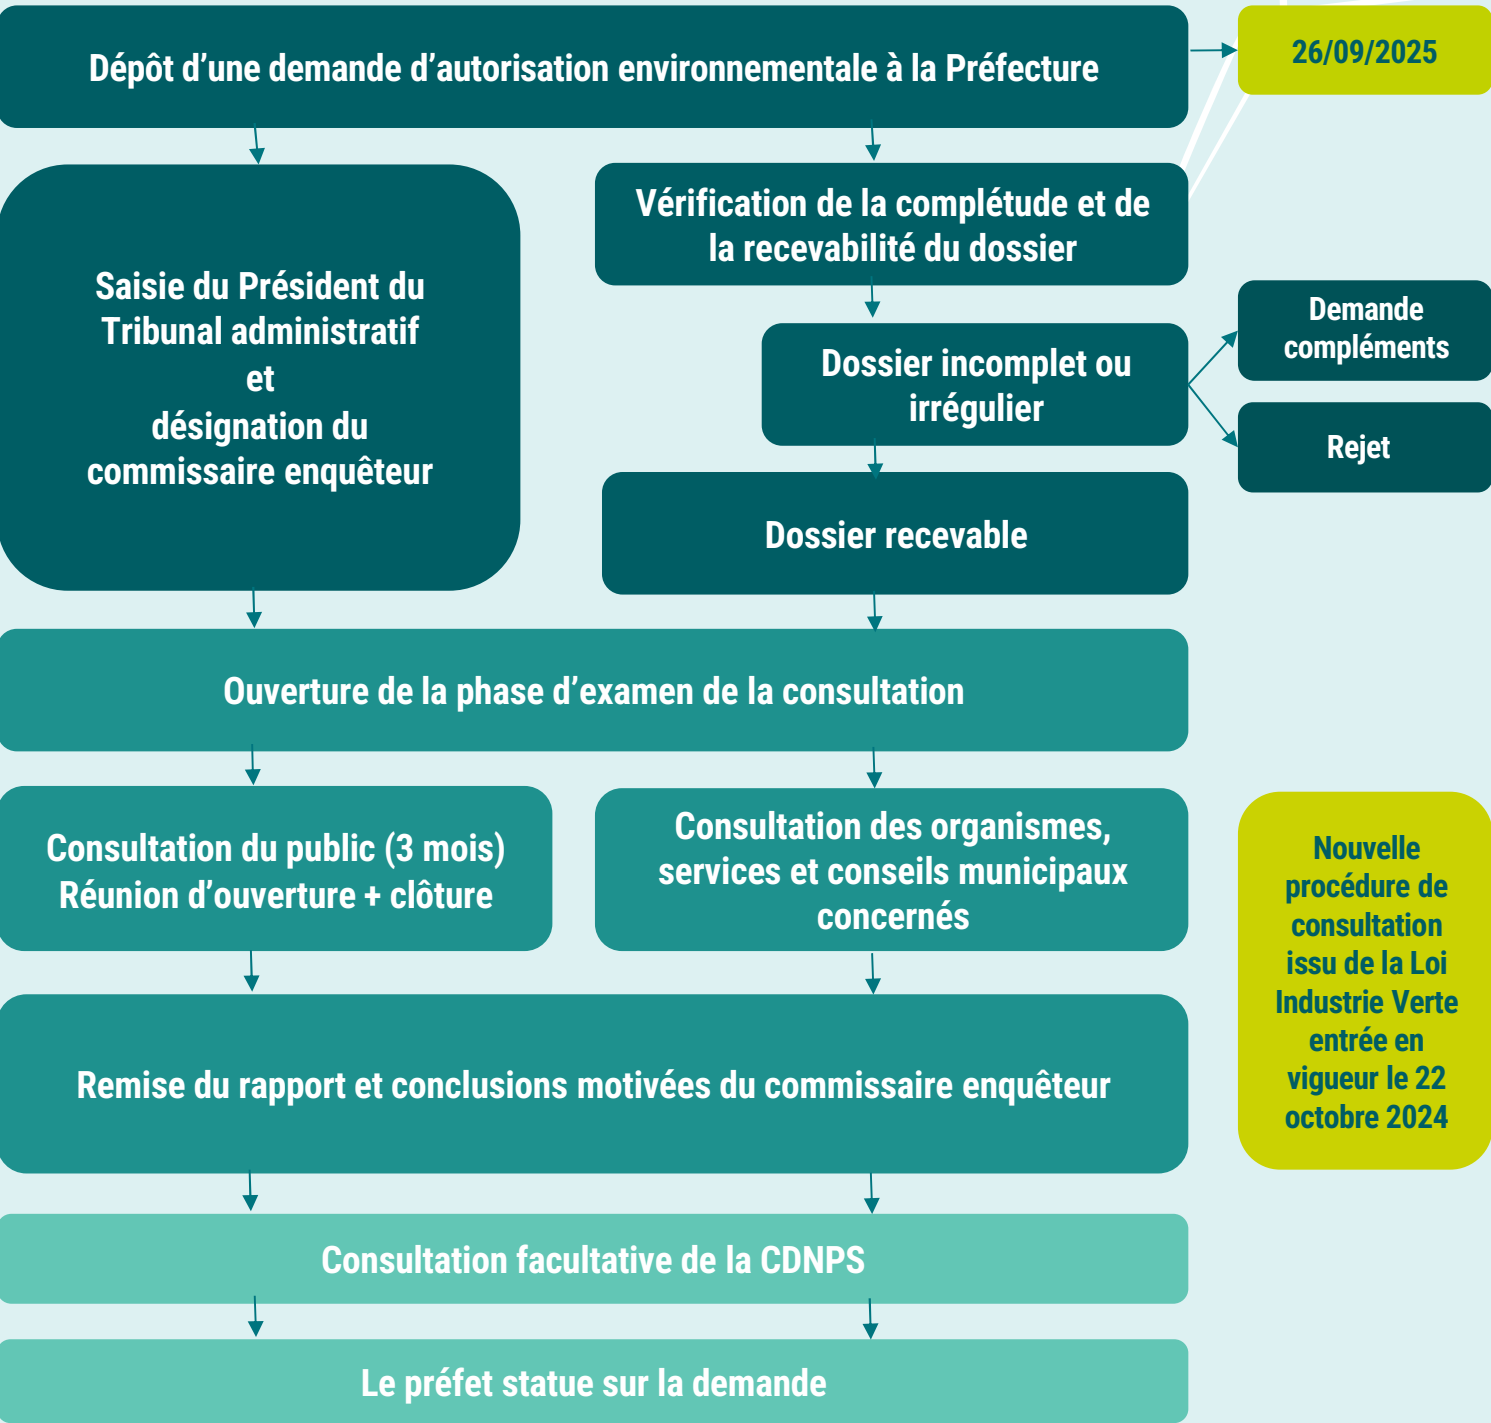 Dépôt d’une demande d’autorisation environnementale à la Préfecture
26/09/2025
Saisie du Président du
Tribunal administratif
et
désignation du
commissaire enquêteur
Vérification de la complétude et de
la recevabilité du dossier
Dossier incomplet ou
irrégulier
Demande
compléments
Rejet
Dossier recevable
Ouverture de la phase d’examen de la consultation
Consultation du public (3 mois)
Réunion d’ouverture + clôture
Consultation des organismes,
services et conseils municipaux
concernés
Nouvelle
procédure de
consultation
issu de la Loi
Industrie Verte
entrée en
vigueur le 22
octobre 2024
Remise du rapport et conclusions motivées du commissaire enquêteur
Consultation facultative de la CDNPS
Le préfet statue sur la demande